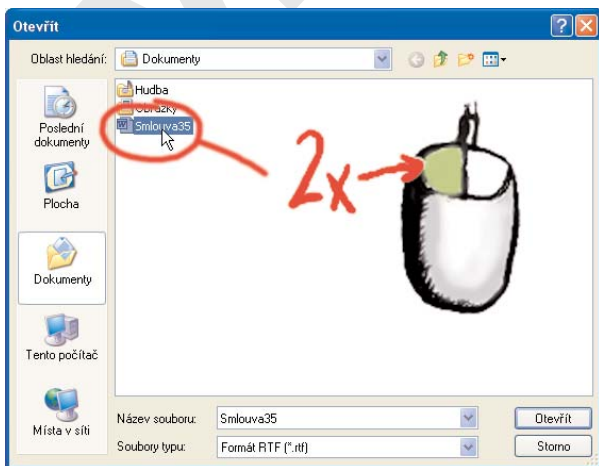 Otevřít
Oblast hledání: Dokumenty
Poslední
dokumenty
Plocha
Dokumenty
Tento počítač
Místa v síti
Hudba
Obrázky
Smlouva35
2x
Název souboru: Smlouva35 Otevřít
Soubory typu: Formát RTF (*.rtf) Storno